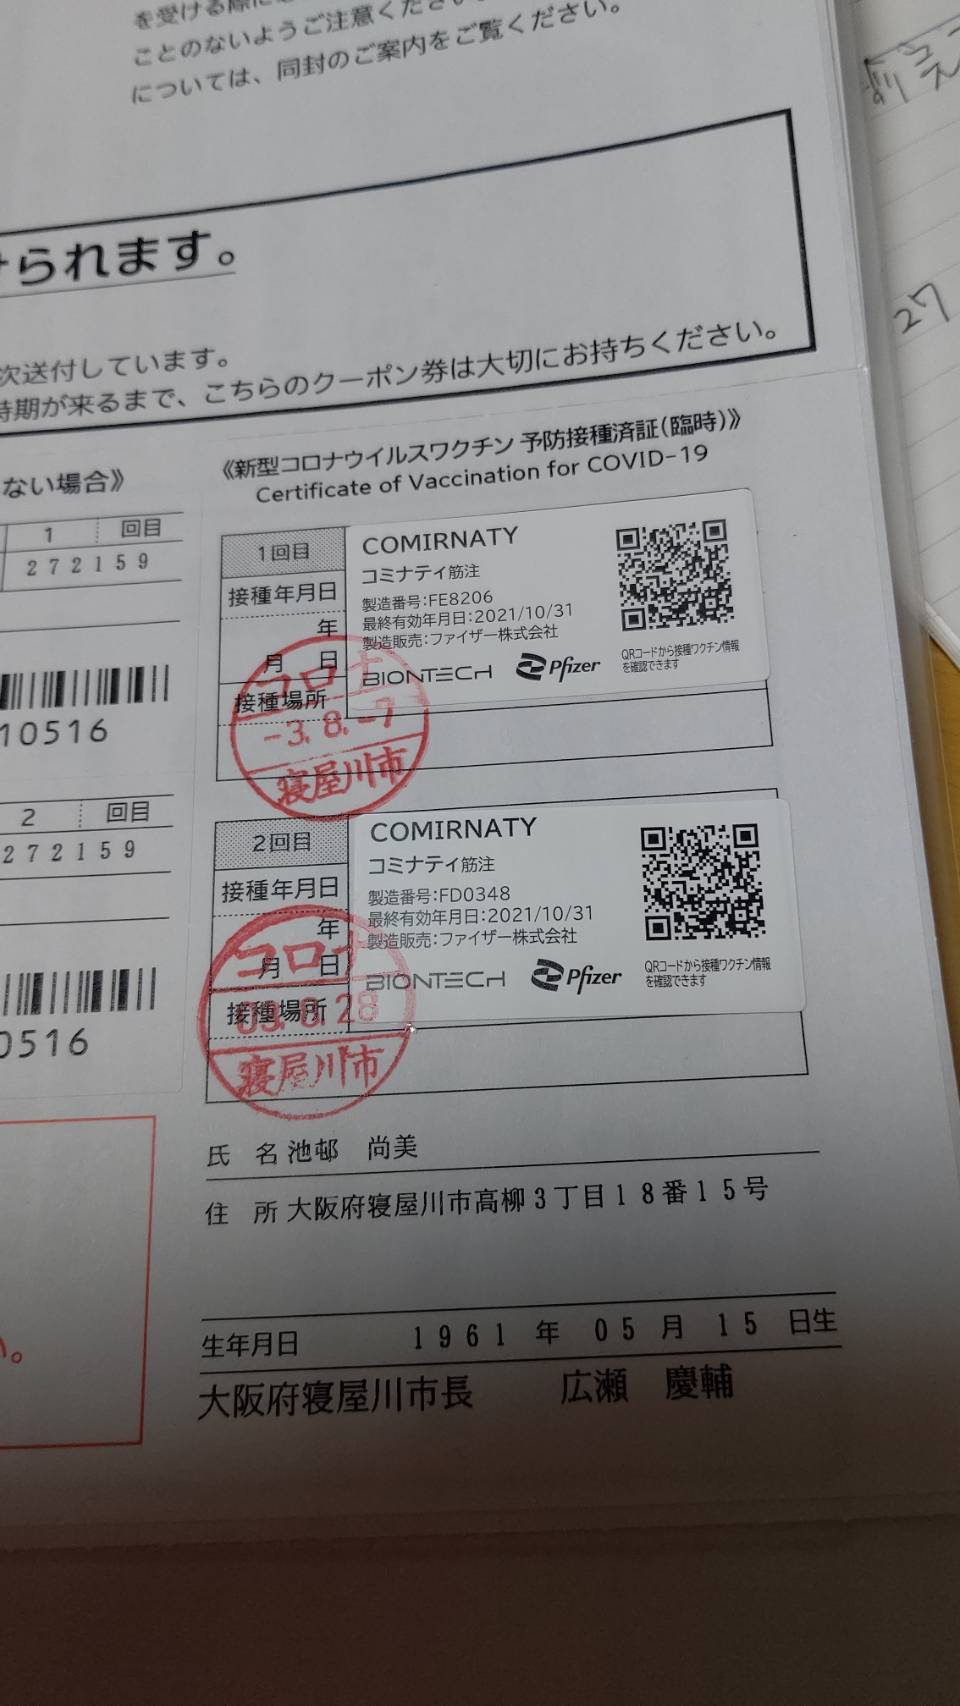 を受ける際に
ことのないようご注意ください
については、同封のご案内をご覧ください。
られます。
次送付しています。
時期が来るまで、こちらのクーポン券は大切にお持ちください。
ない場合》
1 回目
272159
10516
2 回目
272159
0516
《新型コロナウイルスワクチン 予防接種済証(臨時)》
Certificate of Vaccination for COVID-19
1回目
接種年月日
年
月 日
接種場所
COMIRNATY
コミナティ筋注
製造番号:FE8206
最終有効年月日:2021/10/31
製造販売:ファイザー株式会社
BIONTECH Pfizer
QRコードから接種ワクチン情報
を確認できます
コロナ
-3.8.-7
寝屋川市
2回目
接種年月日
年
月 日
接種場所
COMIRNATY
コミナティ筋注
製造番号:FD0348
最終有効年月日:2021/10/31
製造販売:ファイザー株式会社
BIONTECH Pfizer
QRコードから接種ワクチン情報
を確認できます
コロナ
03.8.28
寝屋川市
氏 名 池邨 尚美
住 所 大阪府寝屋川市高柳3丁目18番15号
生年月日 1961 年 05 月 15 日生
大阪府寝屋川市長 広瀬 慶輔
27